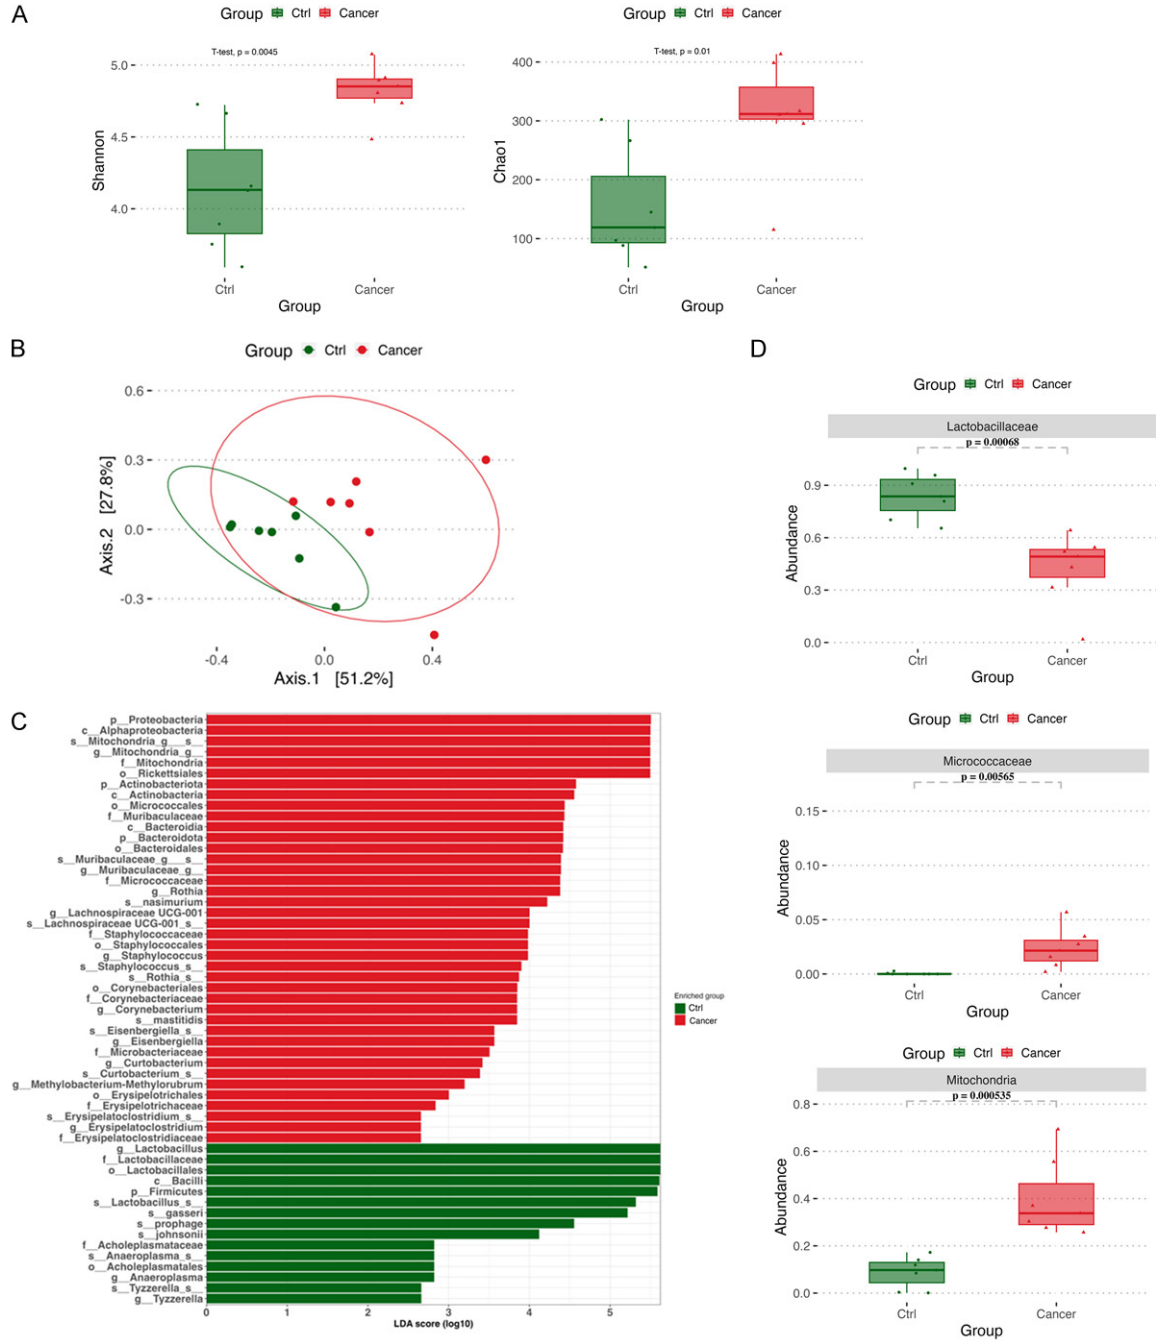 A
Group Ctrl Cancer
T-test, p = 0.0045
Shannon
5.0
4.5
4.0
Ctrl Cancer
Group
Group Ctrl Cancer
T-test, p = 0.01
Chao1
400
300
200
100
Ctrl Cancer
Group
B
Group Ctrl Cancer
Axis.2 [27.8%]
0.6
0.3
0.0
-0.3
-0.4 0.0 0.4
Axis.1 [51.2%]
C
p__Proteobacteria
c__Alphaproteobacteria
s__Mitochondria_g___s__
g__Mitochondria_g__
f__Mitochondria
o__Rickettsiales
p__Actinobacteriota
c__Actinobacteria
o__Micrococcales
f__Muribaculaceae
c__Bacteroidia
p__Bacteroidota
o__Bacteroidales
s__Muribaculaceae_g___s__
g__Muribaculaceae_g__
f__Micrococcaceae
g__Rothia
s__nasimurium
g__Lachnospiraceae UCG-001
s__Lachnospiraceae UCG-001_s__
f__Staphylococcaceae
o__Staphylococcales
g__Staphylococcus
s__Staphylococcus_s__
s__Rothia_s__
o__Corynebacteriales
f__Corynebacteriaceae
g__Corynebacterium
s__mastitidis
s__Eisenbergiella_s__
g__Eisenbergiella
f__Microbacteriaceae
g__Curtobacterium
s__Curtobacterium_s__
g__Methylobacterium-Methylorubrum
o__Erysipelotrichales
f__Erysipelotrichaceae
s__Erysipelatoclostridium_s__
g__Erysipelatoclostridium
f__Erysipelatoclostridiaceae
g__Lactobacillus
f__Lactobacillaceae
o__Lactobacillales
c__Bacilli
p__Firmicutes
s__Lactobacillus_s__
s__gasseri
s__prophage
s__johnsonii
f__Acholeplasmataceae
s__Anaeroplasma_s__
o__Acholeplasmatales
g__Anaeroplasma
s__Tyzzerella_s__
g__Tyzzerella
0 1 2 3 4 5
LDA score (log10)
Enriched group
Ctrl
Cancer
D
Group Ctrl Cancer
Lactobacillaceae
p = 0.00068
Abundance
0.9
0.6
0.3
0.0
Ctrl Cancer
Group
Group Ctrl Cancer
Micrococcaceae
p = 0.00565
Abundance
0.15
0.10
0.05
0.00
Ctrl Cancer
Group
Group Ctrl Cancer
Mitochondria
p = 0.000535
Abundance
0.8
0.6
0.4
0.2
0.0
Ctrl Cancer
Group